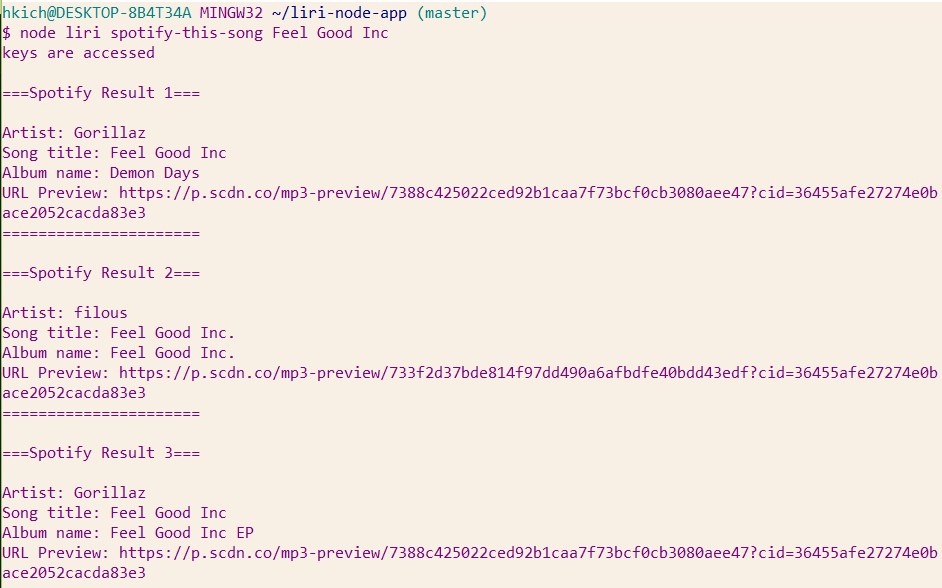 hkich@DESKTOP-8B4T34A MINGW32 ~/liri-node-app (master)
$ node liri spotify-this-song Feel Good Inc
keys are accessed
===Spotify Result 1===
Artist: Gorillaz
Song title: Feel Good Inc
Album name: Demon Days
URL Preview: https://p.scdn.co/mp3-preview/7388c425022ced92b1caa7f73bcf0cb3080aee47?cid=36455afe27274e0b
ace2052cacda83e3
======================
===Spotify Result 2===
Artist: filous
Song title: Feel Good Inc.
Album name: Feel Good Inc.
URL Preview: https://p.scdn.co/mp3-preview/733f2d37bde814f97dd490a6afbdfe40bdd43edf?cid=36455afe27274e0b
ace2052cacda83e3
======================
===Spotify Result 3===
Artist: Gorillaz
Song title: Feel Good Inc
Album name: Feel Good Inc EP
URL Preview: https://p.scdn.co/mp3-preview/7388c425022ced92b1caa7f73bcf0cb3080aee47?cid=36455afe27274e0b
ace2052cacda83e3